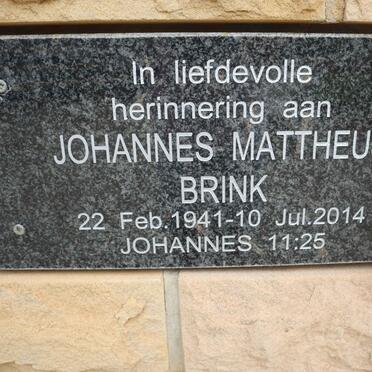 In liefdevolle
herinnering aan
JOHANNES MATTHEU
BRINK
22 Feb.1941-10 Jul.2014
JOHANNES 11:25